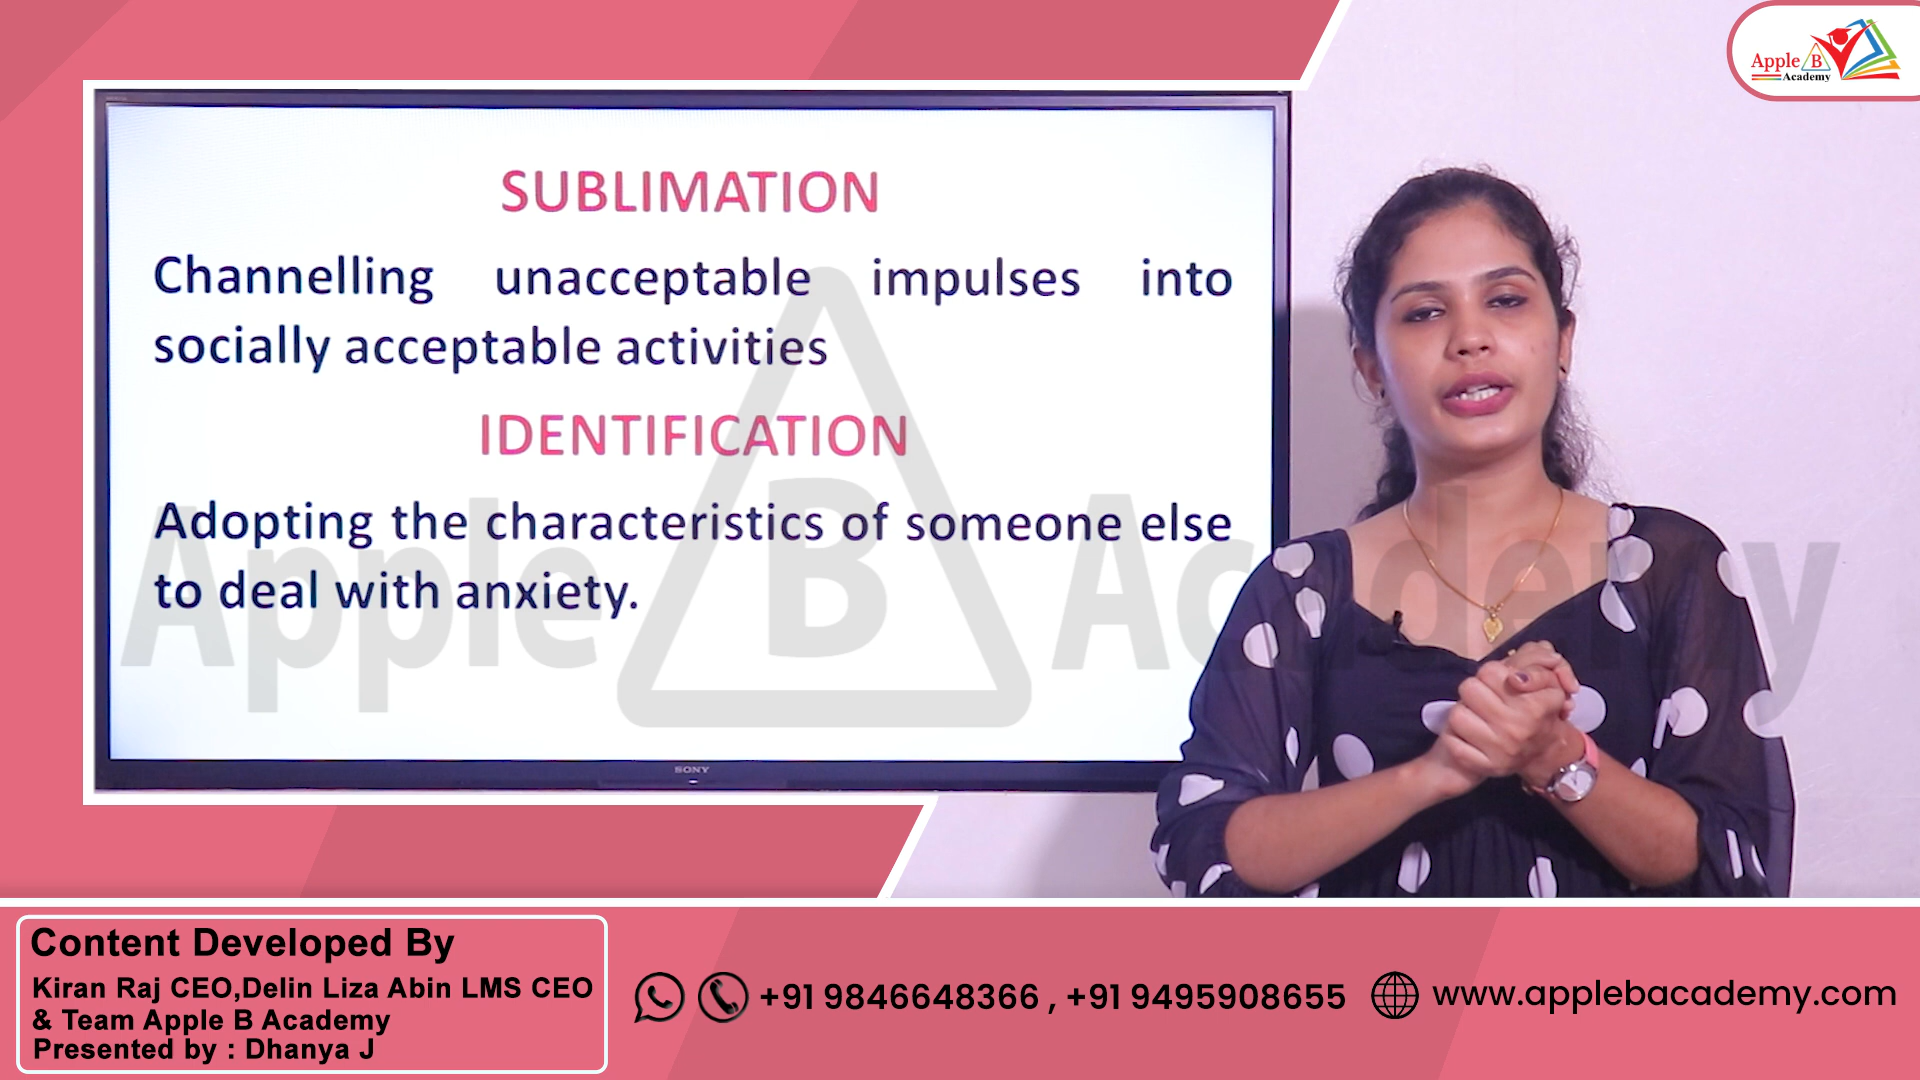 Apple B
Academy
SUBLIMATION
Channelling unacceptable impulses into
socially acceptable activities
IDENTIFICATION
Adopting the characteristics of someone else
to deal with anxiety.
Apple B Academy
SONY
Content Developed By
Kiran Raj CEO,Delin Liza Abin LMS CEO
& Team Apple B Academy
Presented by : Dhanya J
+91 9846648366 , +91 9495908655
www.applebacademy.com